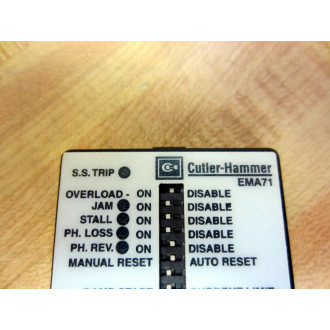 Cutler-Hammer
EMA71
S.S. TRIP
OVERLOAD - ON DISABLE
JAM ON DISABLE
STALL ON DISABLE
PH. LOSS ON DISABLE
PH. REV. ON DISABLE
MANUAL RESET AUTO RESET